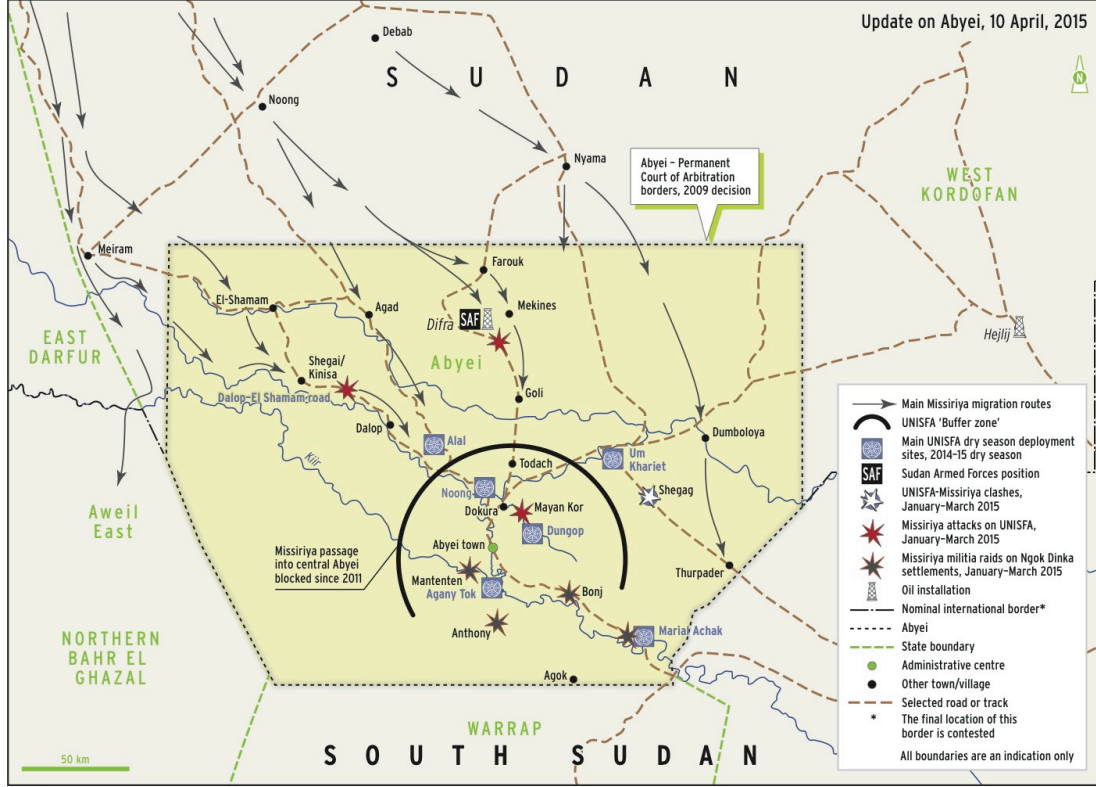 Update on Abyei, 10 April, 2015
N
Debab
SUDAN
Noong
Nyama
Abyei – Permanent
Court of Arbitration
borders, 2009 decision
WEST
KORDOFAN
Meiram
Farouk
El-Shamam
Agad
Mekines
Difra
SAF
Hejlij
EAST
DARFUR
Shegai/
Kinisa
Abyei
Dalop-El Shamam road
Goli
Dalop
Dumboloya
Alal
Um
Khariet
Kiir
Todach
Noong
Shegag
Dokura
Mayan Kor
Aweil
East
Dungop
Missiriya passage
into central Abyei
blocked since 2011
Abyei town
Thurpader
Mantenten
Agany Tok
Bonj
Anthony
Marial Achak
NORTHERN
BAHR EL
GHAZAL
Agok
WARRAP
SOUTH SUDAN
50 km
Main Missiriya migration routes
UNISFA 'Buffer zone'
Main UNISFA dry season deployment
sites, 2014-15 dry season
SAF
Sudan Armed Forces position
UNISFA-Missiriya clashes,
January–March 2015
Missiriya attacks on UNISFA,
January–March 2015
Missiriya militia raids on Ngok Dinka
settlements, January–March 2015
Oil installation
Nominal international border*
Abyei
State boundary
Administrative centre
Other town/village
Selected road or track
* The final location of this
border is contested
All boundaries are an indication only